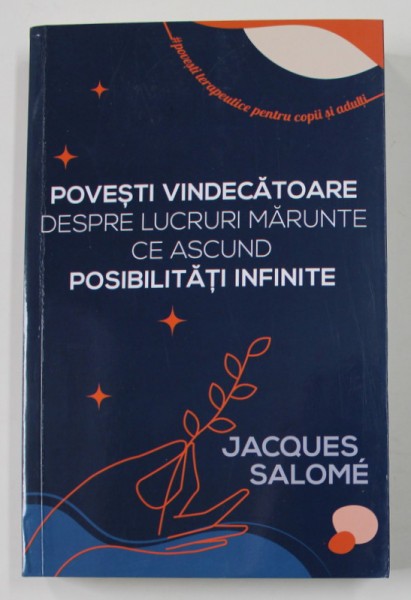 #povești terapeutice pentru copii și adulți
POVEȘTI VINDECĂTOARE
DESPRE LUCRURI MĂRUNTE
CE ASCUND
POSIBILITĂȚI INFINITE
JACQUES
SALOMÉ